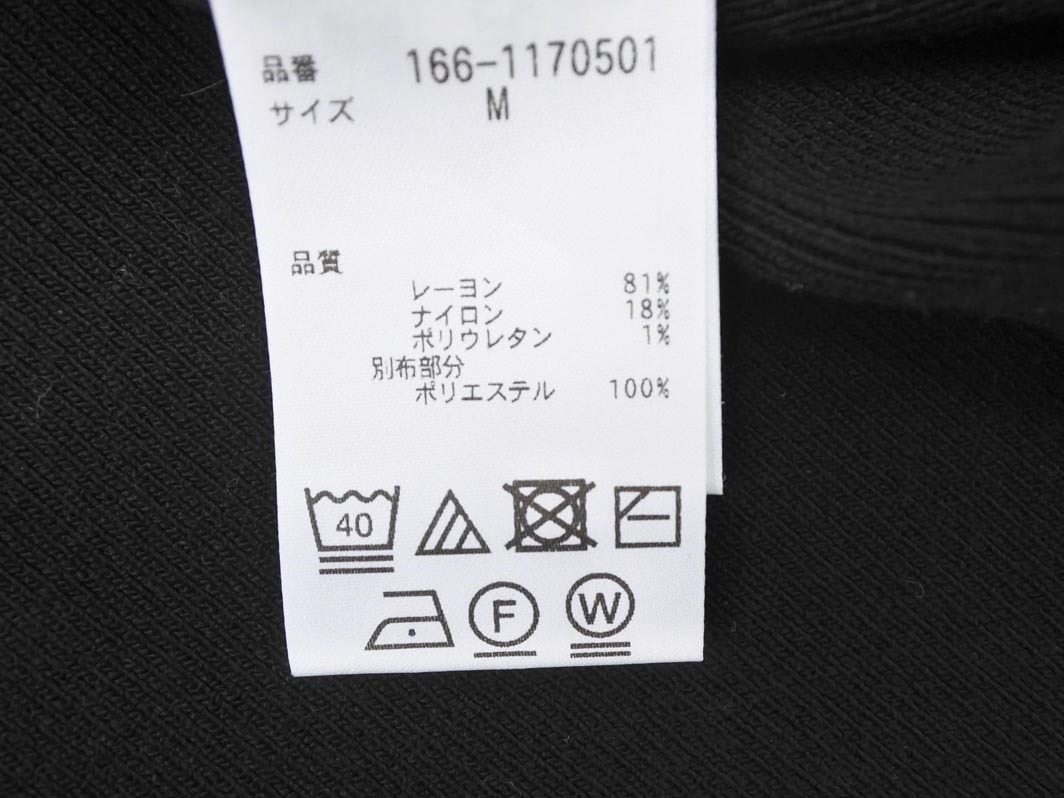 品番 166-1170501
サイズ M
品質
レーヨン 81%
ナイロン 18%
ポリウレタン 1%
別布部分
ポリエステル 100%
40
F W